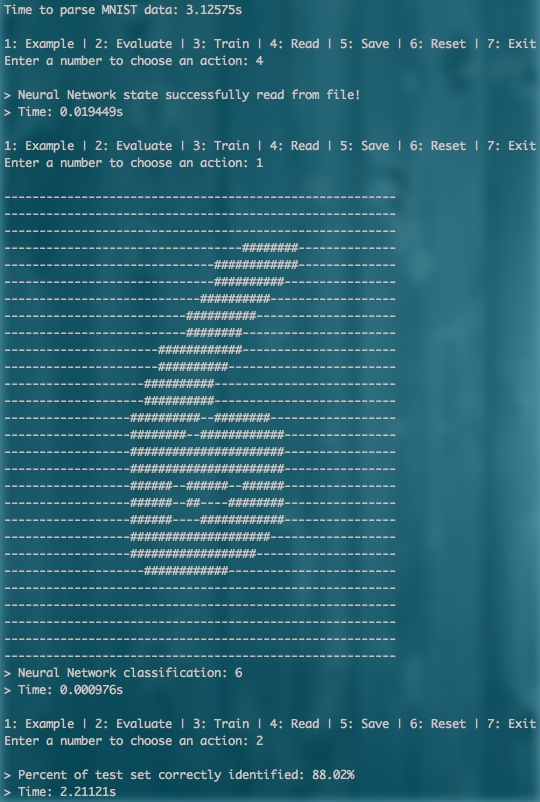 Time to parse MNIST data: 3.12575s
1: Example | 2: Evaluate | 3: Train | 4: Read | 5: Save | 6: Reset | 7: Exit
Enter a number to choose an action: 4
> Neural Network state successfully read from file!
> Time: 0.019449s
1: Example | 2: Evaluate | 3: Train | 4: Read | 5: Save | 6: Reset | 7: Exit
Enter a number to choose an action: 1
--------------------------------------------------------
--------------------------------------------------------
--------------------------------------------------------
----------------------------------########--------------
------------------------------############--------------
------------------------------##########----------------
----------------------------##########------------------
--------------------------##########--------------------
--------------------------########----------------------
----------------------############----------------------
----------------------##########------------------------
--------------------##########--------------------------
--------------------##########--------------------------
------------------##########--########------------------
------------------########--############----------------
------------------######################----------------
------------------######################----------------
------------------######--######--######----------------
------------------######--##----########----------------
------------------######----############----------------
------------------####################------------------
------------------##################--------------------
--------------------############------------------------
--------------------------------------------------------
--------------------------------------------------------
--------------------------------------------------------
--------------------------------------------------------
--------------------------------------------------------
> Neural Network classification: 6
> Time: 0.000976s
1: Example | 2: Evaluate | 3: Train | 4: Read | 5: Save | 6: Reset | 7: Exit
Enter a number to choose an action: 2
> Percent of test set correctly identified: 88.02%
> Time: 2.21121s